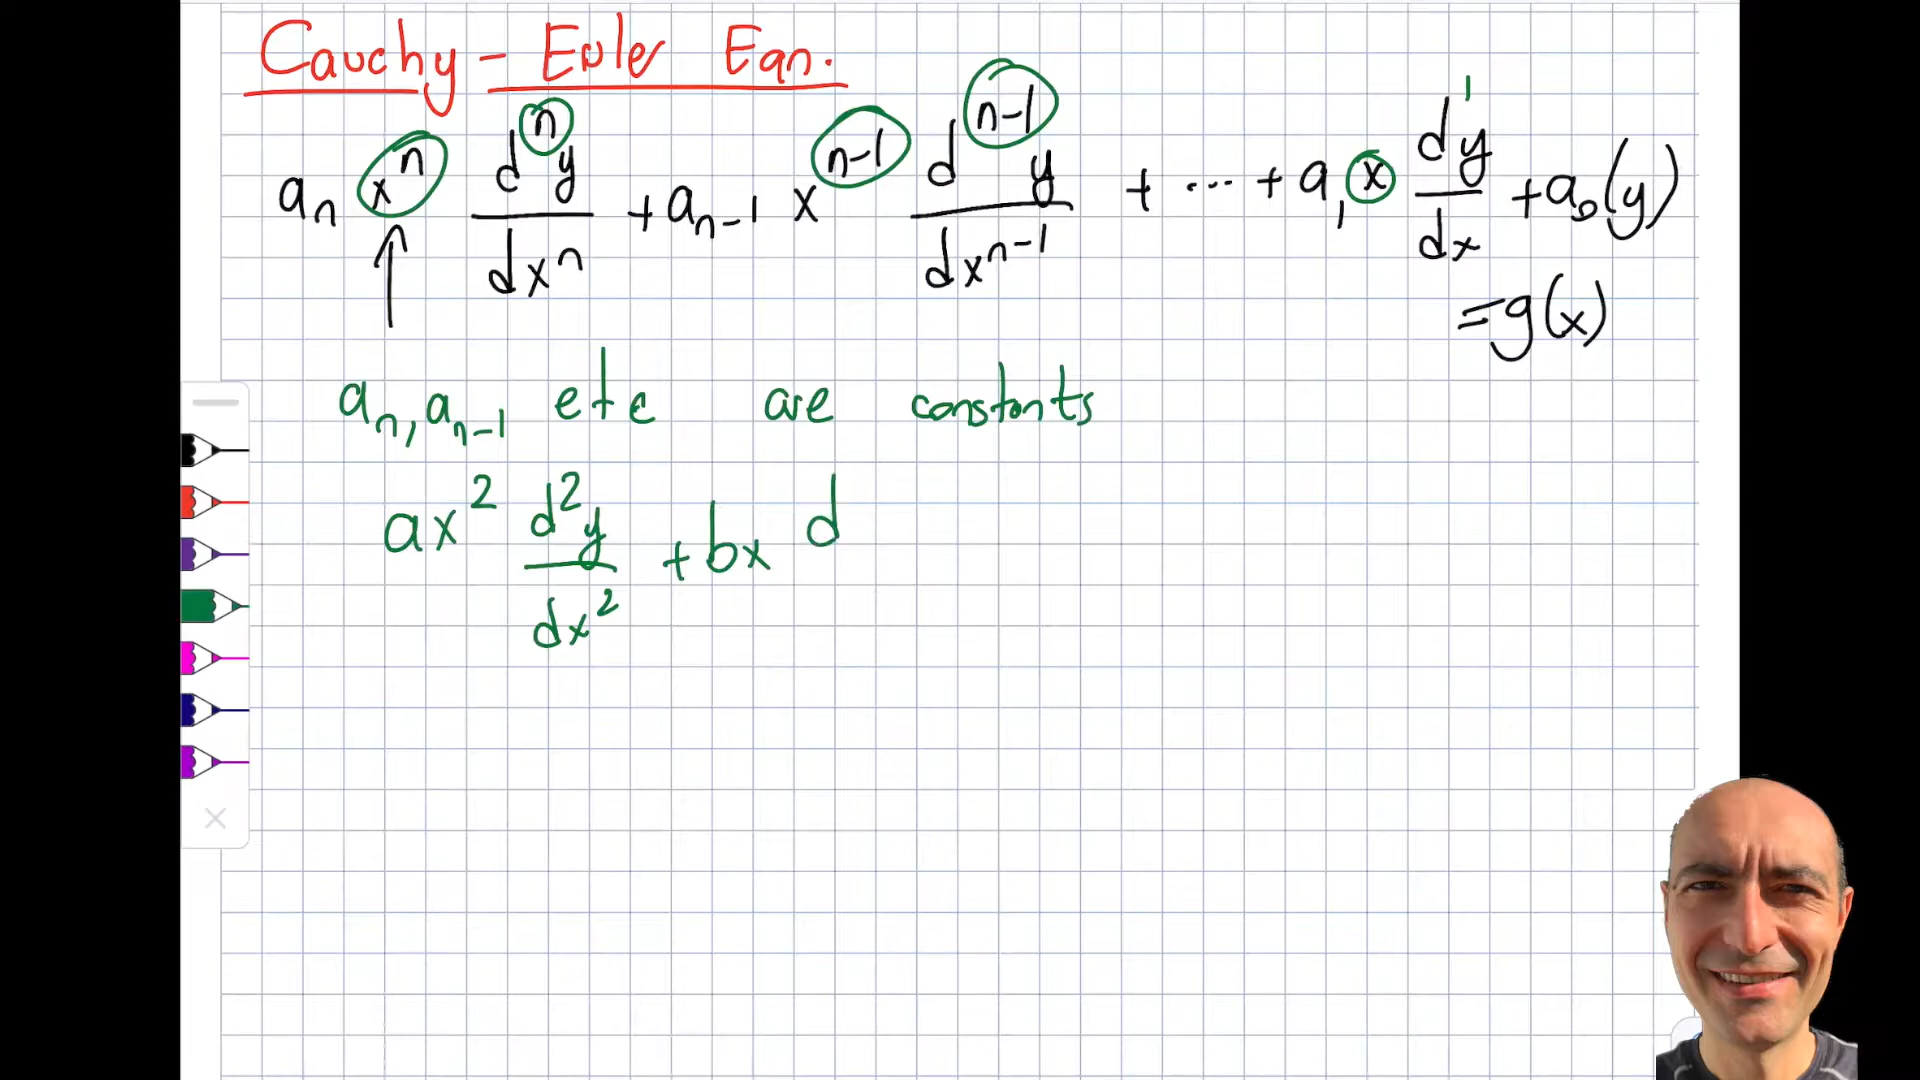 Cauchy - Euler Eqn.
aₙ xⁿ dⁿy/dxⁿ + aₙ₋₁ xⁿ⁻¹ dⁿ⁻¹y/dxⁿ⁻¹ + ... + a₁ x d¹y/dx + a₀(y)
= g(x)
aₙ, aₙ₋₁ etc are constants
ax² d²y/dx² + bx d